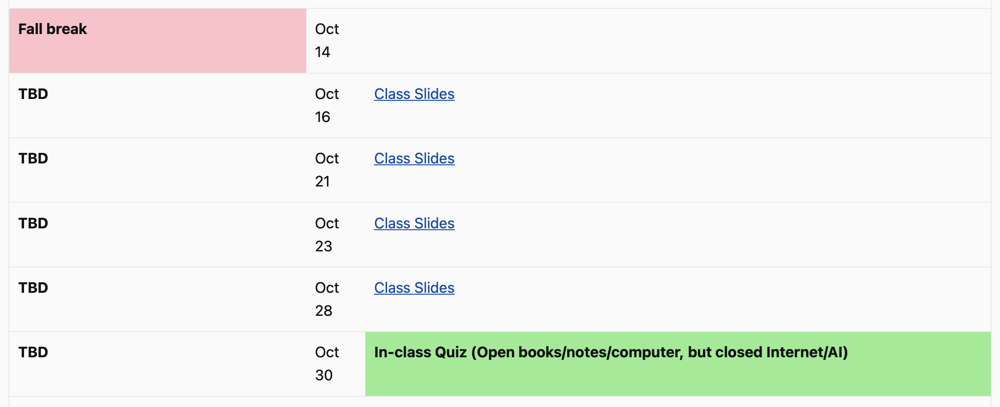 Fall break
Oct
14
TBD
Oct
16
Class Slides
TBD
Oct
21
Class Slides
TBD
Oct
23
Class Slides
TBD
Oct
28
Class Slides
TBD
Oct
30
In-class Quiz (Open books/notes/computer, but closed Internet/AI)